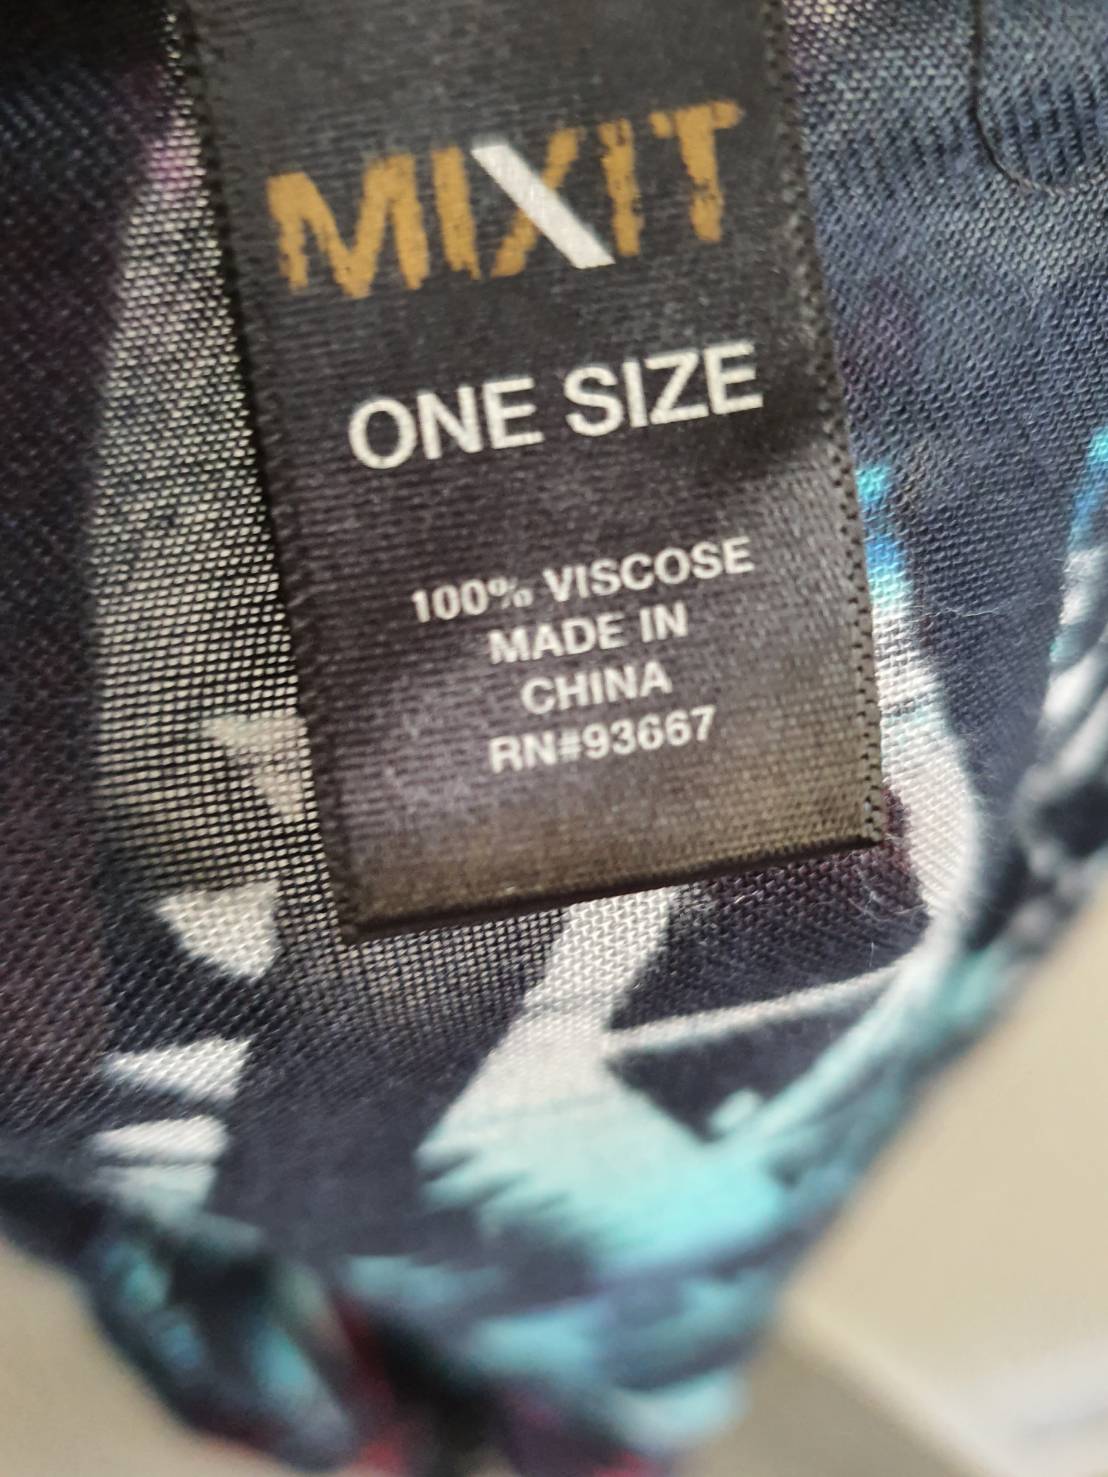 MIXIT
ONE SIZE
100% VISCOSE
MADE IN
CHINA
RN#93667